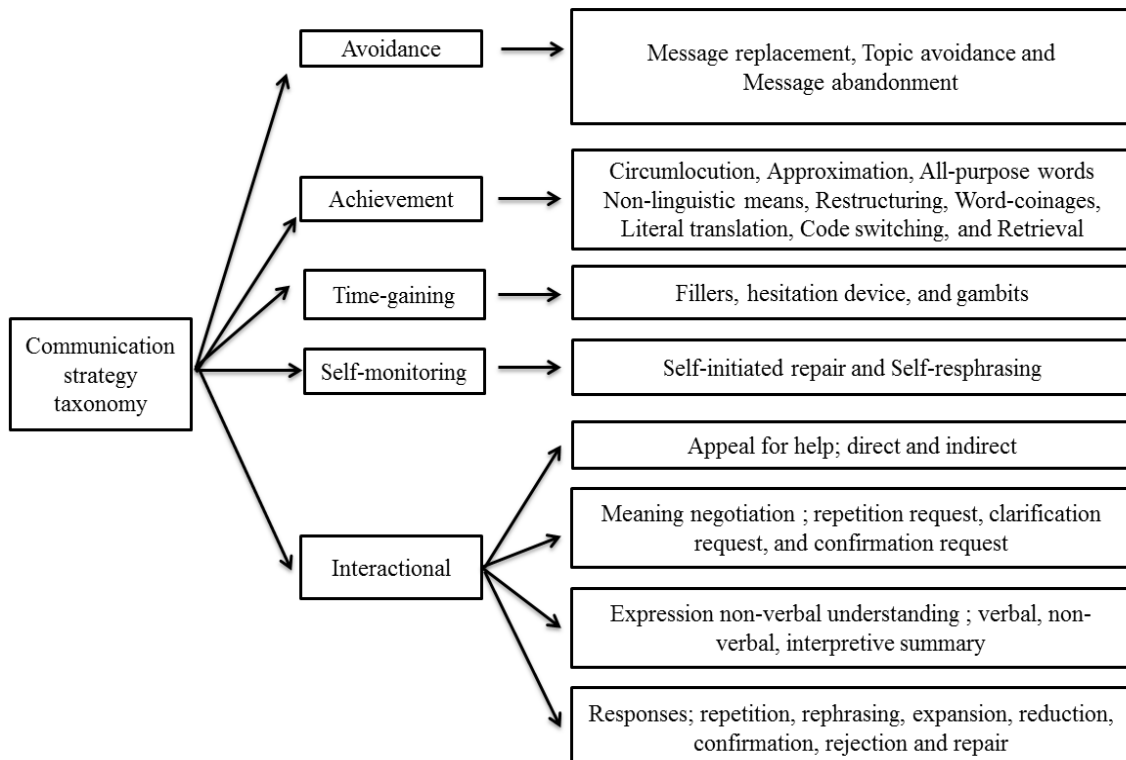 Avoidance
Message replacement, Topic avoidance and
Message abandonment
Achievement
Circumlocution, Approximation, All-purpose words
Non-linguistic means, Restructuring, Word-coinages,
Literal translation, Code switching, and Retrieval
Time-gaining
Fillers, hesitation device, and gambits
Communication
strategy
taxonomy
Self-monitoring
Self-initiated repair and Self-resphrasing
Interactional
Appeal for help; direct and indirect
Meaning negotiation ; repetition request, clarification
request, and confirmation request
Expression non-verbal understanding ; verbal, non-
verbal, interpretive summary
Responses; repetition, rephrasing, expansion, reduction,
confirmation, rejection and repair